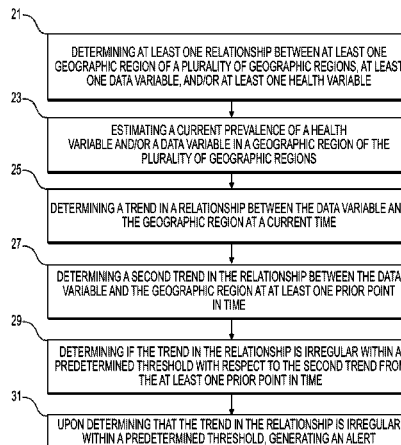 21
DETERMINING AT LEAST ONE RELATIONSHIP BETWEEN AT LEAST ONE
GEOGRAPHIC REGION OF A PLURALITY OF GEOGRAPHIC REGIONS, AT LEAST
ONE DATA VARIABLE, AND/OR AT LEAST ONE HEALTH VARIABLE
23
ESTIMATING A CURRENT PREVALENCE OF A HEALTH
VARIABLE AND/OR A DATA VARIABLE IN A GEOGRAPHIC REGION OF THE
PLURALITY OF GEOGRAPHIC REGIONS
25
DETERMINING A TREND IN A RELATIONSHIP BETWEEN THE DATA VARIABLE AN
THE GEOGRAPHIC REGION AT A CURRENT TIME
27
DETERMINING A SECOND TREND IN THE RELATIONSHIP BETWEEN THE DATA
VARIABLE AND THE GEOGRAPHIC REGION AT AT LEAST ONE PRIOR POINT
IN TIME
29
DETERMINING IF THE TREND IN THE RELATIONSHIP IS IRREGULAR WITHIN A
PREDETERMINED THRESHOLD WITH RESPECT TO THE SECOND TREND FROM
THE AT LEAST ONE PRIOR POINT IN TIME
31
UPON DETERMINING THAT THE TREND IN THE RELATIONSHIP IS IRREGULAR
WITHIN A PREDETERMINED THRESHOLD, GENERATING AN ALERT